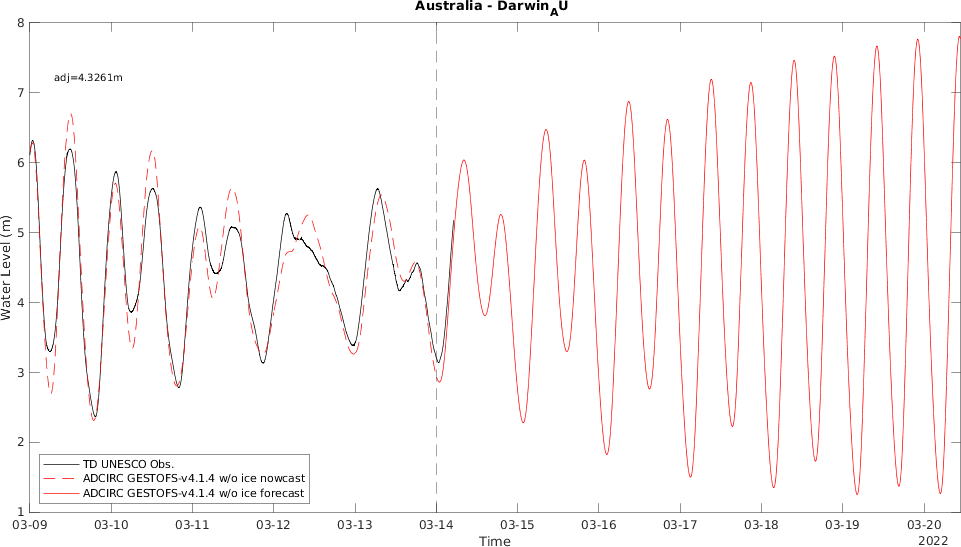 Australia - DarwinAU
adj=4.3261m
Water Level (m)
8
7
6
5
4
3
2
1
TD UNESCO Obs.
ADCIRC GESTOFS-v4.1.4 w/o ice nowcast
ADCIRC GESTOFS-v4.1.4 w/o ice forecast
03-09 03-10 03-11 03-12 03-13 03-14 03-15 03-16 03-17 03-18 03-19 03-20
Time
2022